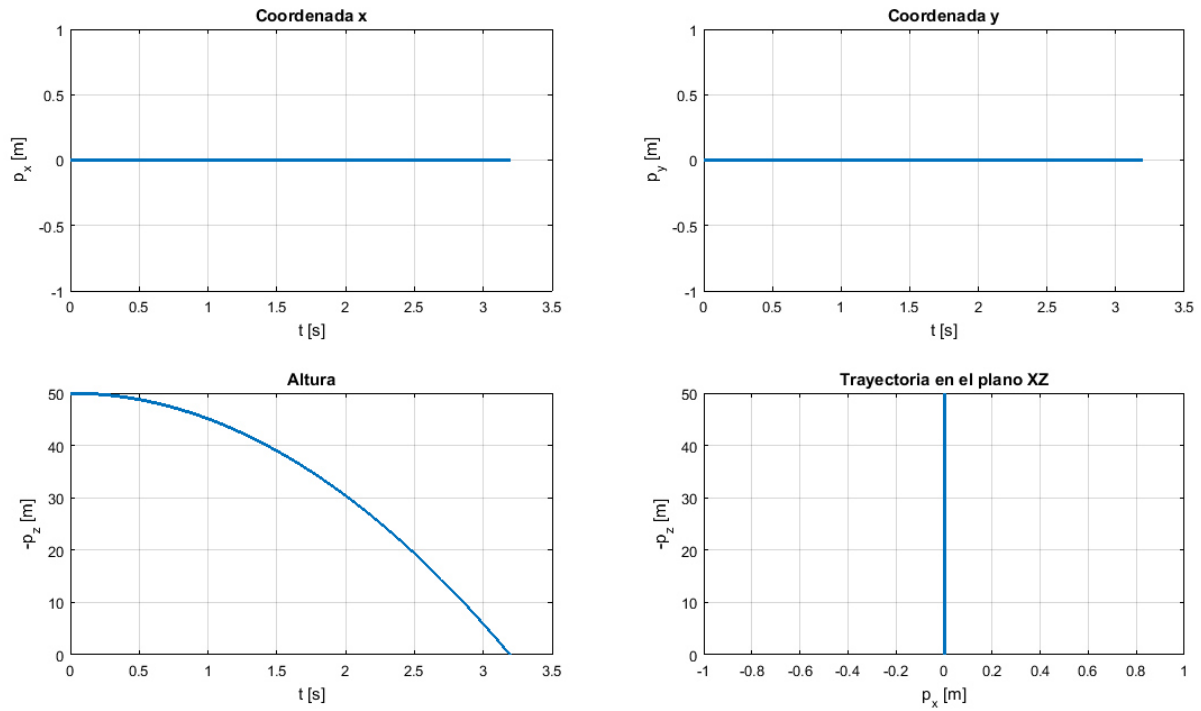 Coordenada x
1
0.5
0
-0.5
-1
p_x [m]
0 0.5 1 1.5 2 2.5 3 3.5
t [s]
Coordenada y
1
0.5
0
-0.5
-1
p_y [m]
0 0.5 1 1.5 2 2.5 3 3.5
t [s]
Altura
50
40
30
20
10
0
-p_z [m]
0 0.5 1 1.5 2 2.5 3 3.5
t [s]
Trayectoria en el plano XZ
50
40
30
20
10
0
-p_z [m]
-1 -0.8 -0.6 -0.4 -0.2 0 0.2 0.4 0.6 0.8 1
p_x [m]